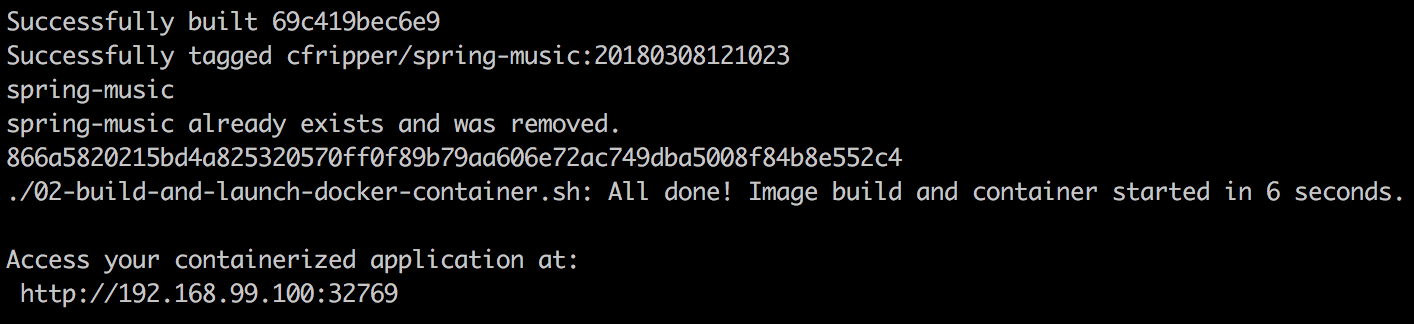 Successfully built 69c419bec6e9
Successfully tagged cfripper/spring-music:20180308121023
spring-music
spring-music already exists and was removed.
866a5820215bd4a825320570ff0f89b79aa606e72ac749dba5008f84b8e552c4
./02-build-and-launch-docker-container.sh: All done! Image build and container started in 6 seconds.
Access your containerized application at:
http://192.168.99.100:32769